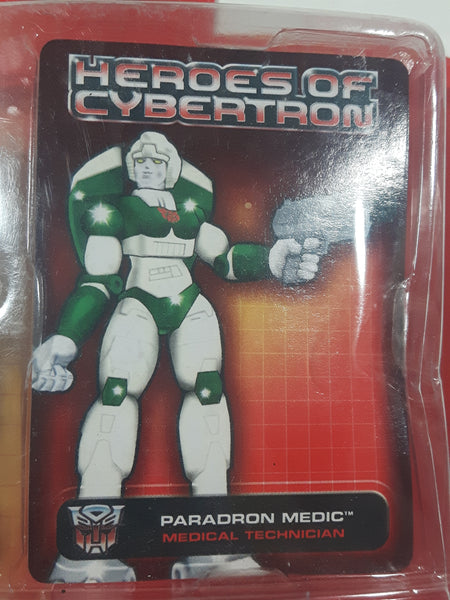 HEROES OF
CYBERTRON
PARADRON MEDIC™
MEDICAL TECHNICIAN